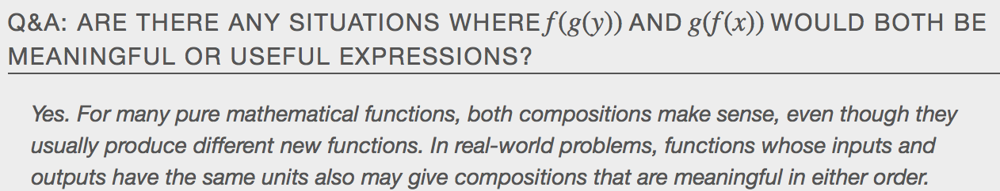 Q&A: ARE THERE ANY SITUATIONS WHERE f(g(y)) AND g(f(x)) WOULD BOTH BE
MEANINGFUL OR USEFUL EXPRESSIONS?
Yes. For many pure mathematical functions, both compositions make sense, even though they
usually produce different new functions. In real-world problems, functions whose inputs and
outputs have the same units also may give compositions that are meaningful in either order.